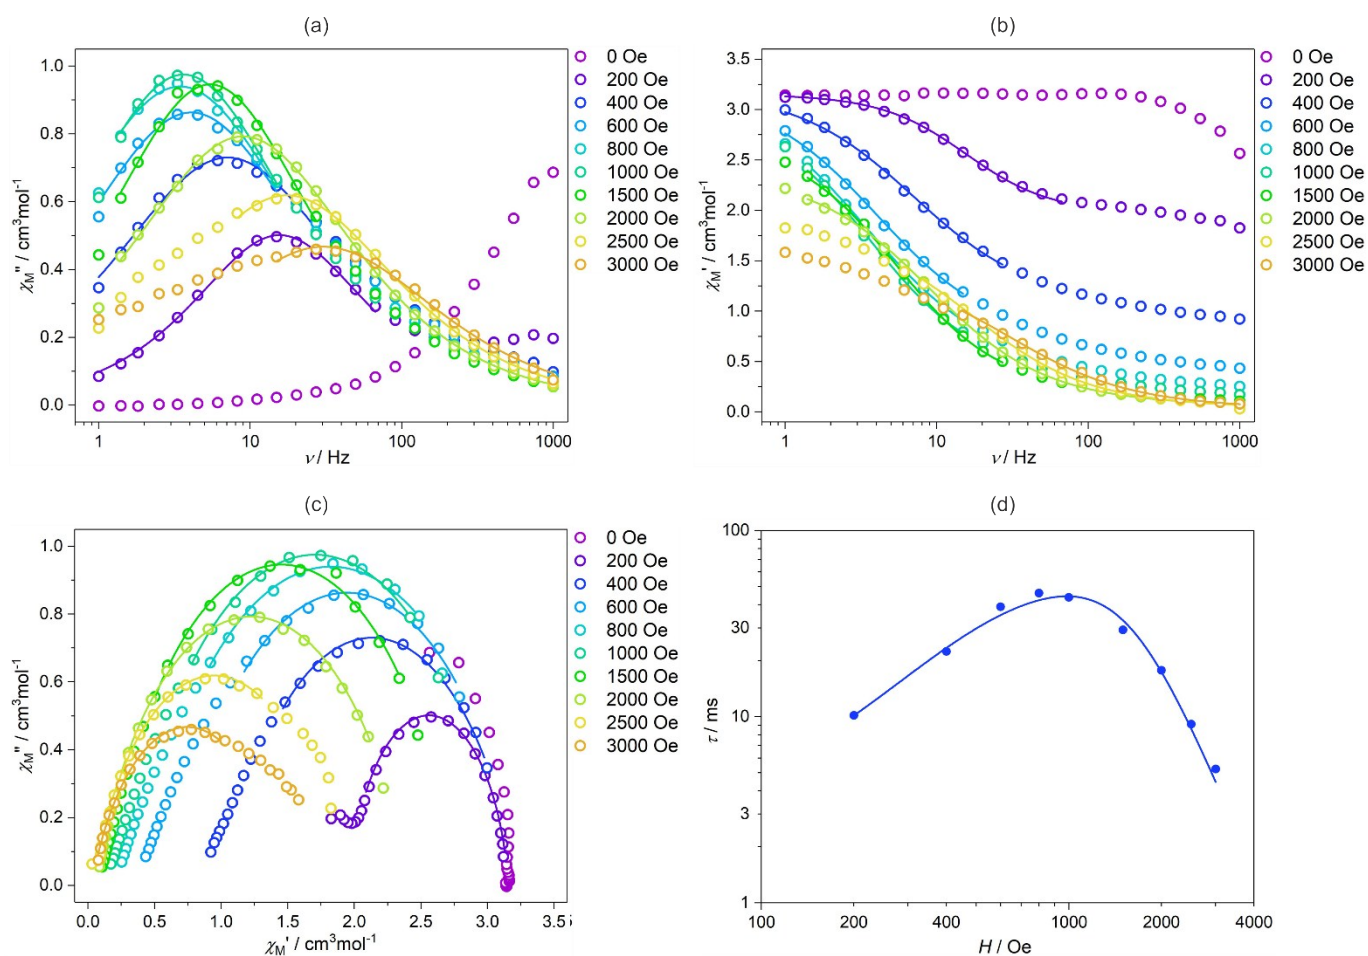 (a)
χM'' / cm³mol⁻¹
1.0
0.8
0.6
0.4
0.2
0.0
1
10
100
1000
ν / Hz
0 Oe
200 Oe
400 Oe
600 Oe
800 Oe
1000 Oe
1500 Oe
2000 Oe
2500 Oe
3000 Oe
(b)
χM' / cm³mol⁻¹
3.5
3.0
2.5
2.0
1.5
1.0
0.5
0.0
1
10
100
1000
ν / Hz
0 Oe
200 Oe
400 Oe
600 Oe
800 Oe
1000 Oe
1500 Oe
2000 Oe
2500 Oe
3000 Oe
(c)
χM'' / cm³mol⁻¹
1.0
0.8
0.6
0.4
0.2
0.0
0.0
0.5
1.0
1.5
2.0
2.5
3.0
3.5
χM' / cm³mol⁻¹
0 Oe
200 Oe
400 Oe
600 Oe
800 Oe
1000 Oe
1500 Oe
2000 Oe
2500 Oe
3000 Oe
(d)
τ / ms
100
30
10
3
1
100
200
400
1000
2000
4000
H / Oe